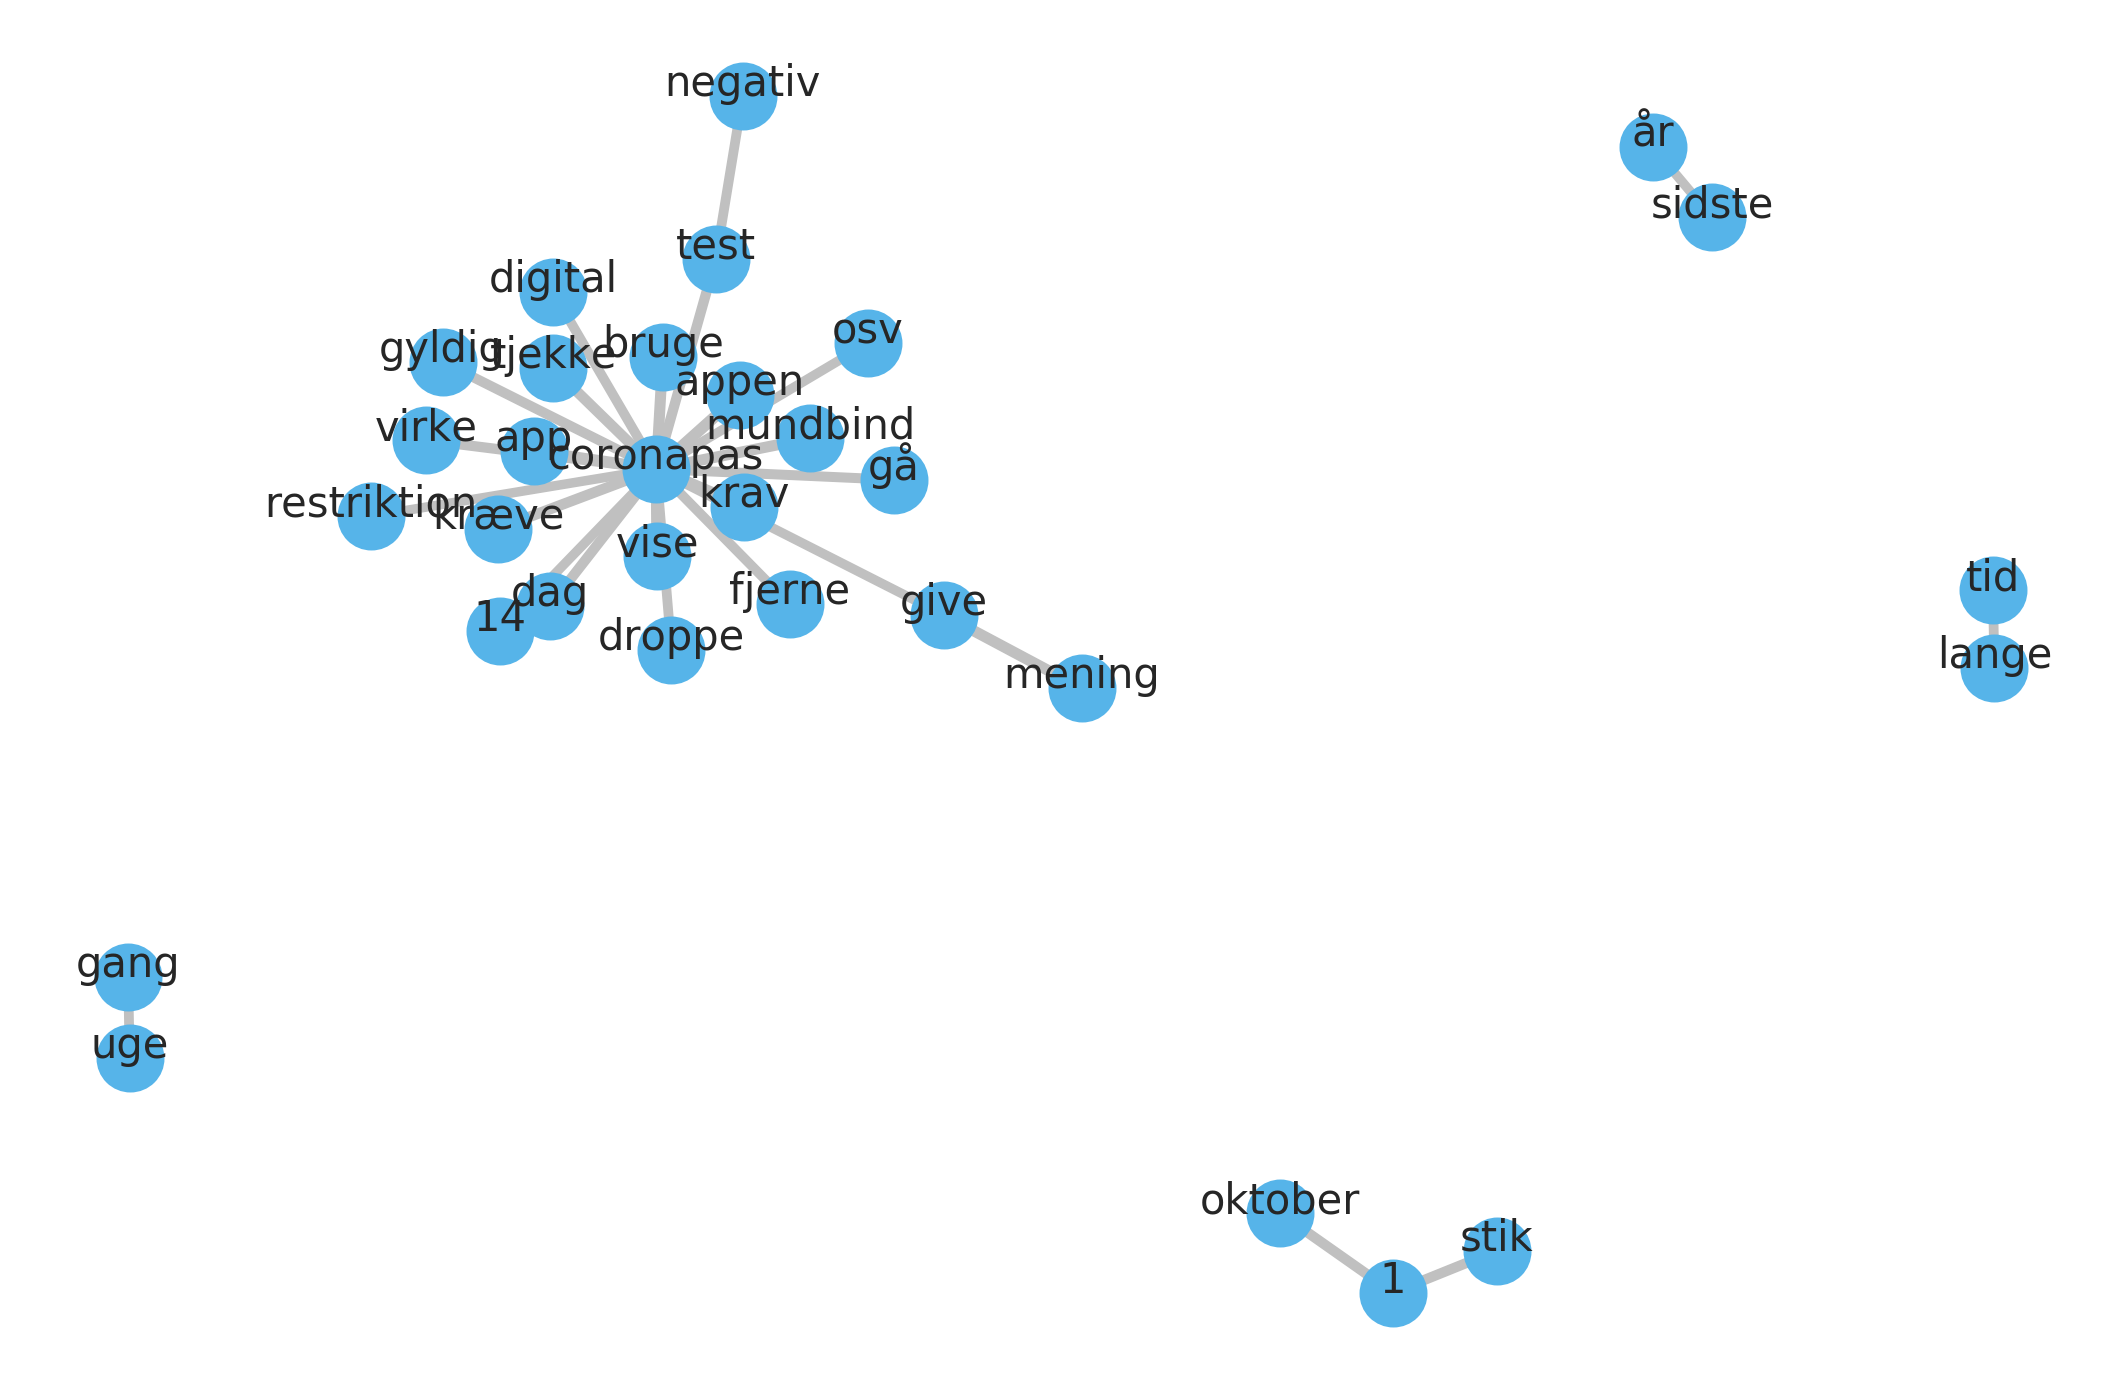 negativ
år
sidste
test
digital
osv
bruge
gyldig
tjekke
appen
mundbind
virke
app
coronapas
gå
krav
restriktion
kræve
vise
tid
dag
fjerne
give
14
droppe
lange
mening
gang
uge
oktober
stik
1